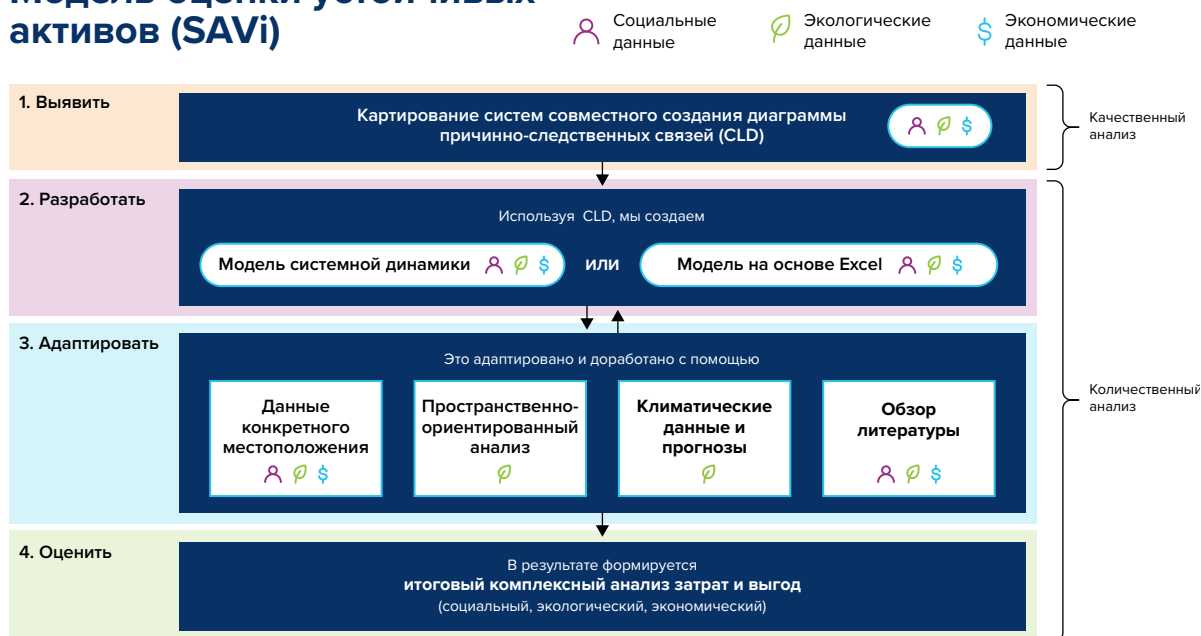 Модель оценки устойчивых
активов (SAVi)
Социальные
данные
Экологические
данные
Экономические
данные
1. Выявить
Картирование систем совместного создания диаграммы
причинно-следственных связей (CLD)
Качественный
анализ
2. Разработать
Используя CLD, мы создаем
Модель системной динамики
или
Модель на основе Excel
3. Адаптировать
Это адаптировано и доработано с помощью
Данные
конкретного
местоположения
Пространственно-
ориентированный
анализ
Климатические
данные и
прогнозы
Обзор
литературы
Количественный
анализ
4. Оценить
В результате формируется
итоговый комплексный анализ затрат и выгод
(социальный, экологический, экономический)